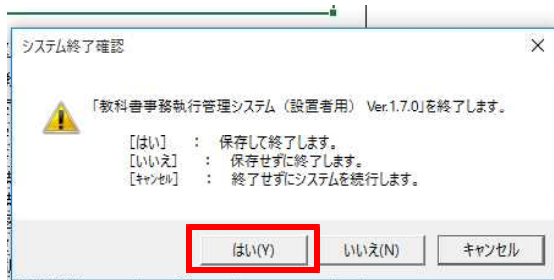 システム終了確認
「教科書事務執行管理システム（設置者用） Ver.1.7.0」を終了します。
［はい］ ： 保存して終了します。
［いいえ］ ： 保存せずに終了します。
［ｷｬﾝｾﾙ］ ： 終了せずにシステムを続行します。
はい(Y) いいえ(N) キャンセル